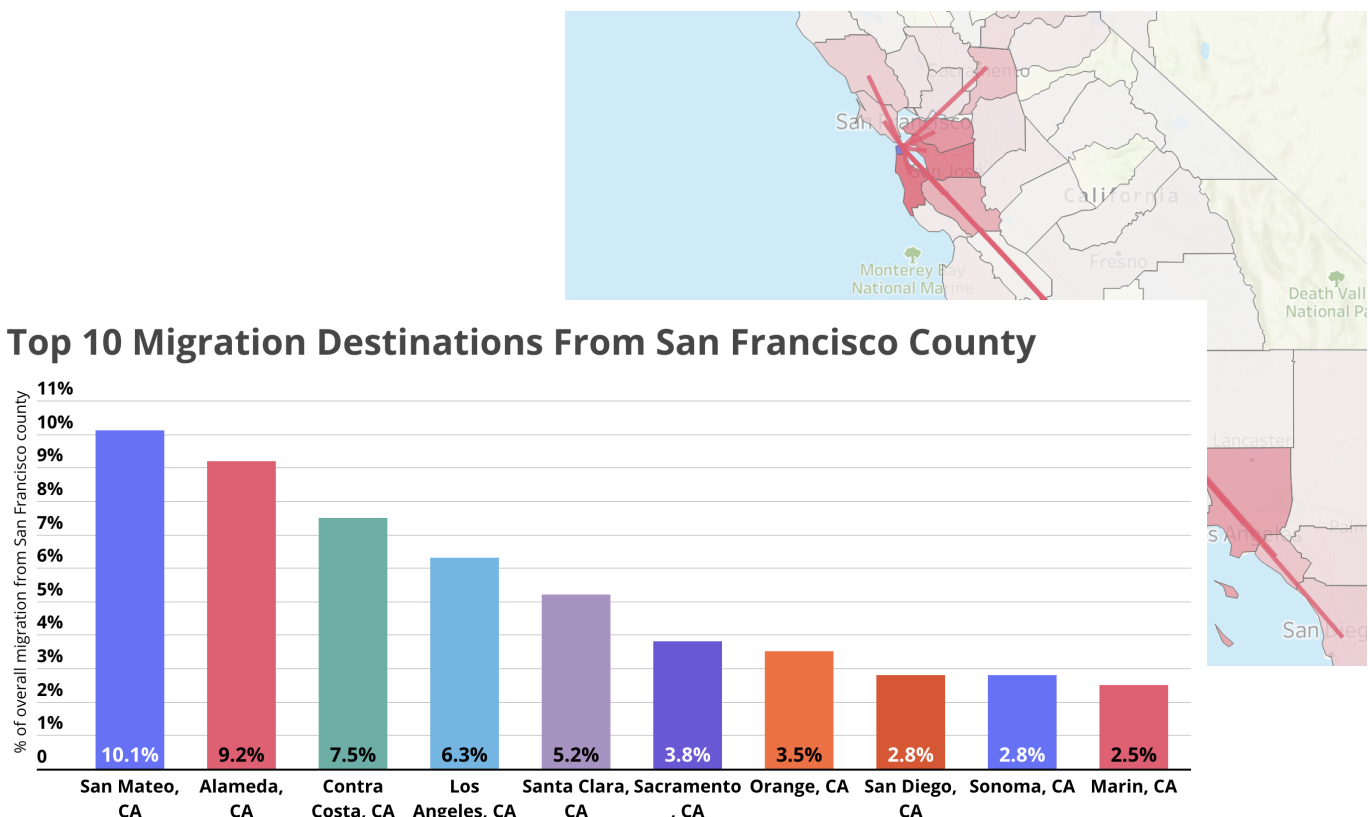 Sacramento
San Francisco
San Jose
California
Fresno
Monterey Bay
National Marine
Death Vall
National Pa
Lancaster
s Angeles
Palm
San Dieg
Top 10 Migration Destinations From San Francisco County
% of overall migration from San Francisco county
11%
10%
9%
8%
7%
6%
5%
4%
3%
2%
1%
0
10.1% 9.2% 7.5% 6.3% 5.2% 3.8% 3.5% 2.8% 2.8% 2.5%
San Mateo, Alameda, Contra Los Santa Clara, Sacramento Orange, CA San Diego, Sonoma, CA Marin, CA
CA CA Costa, CA Angeles, CA CA , CA CA